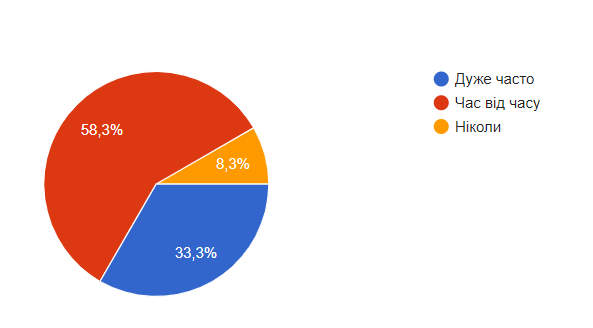 Дуже часто
Час від часу
Ніколи
58,3%
8,3%
33,3%